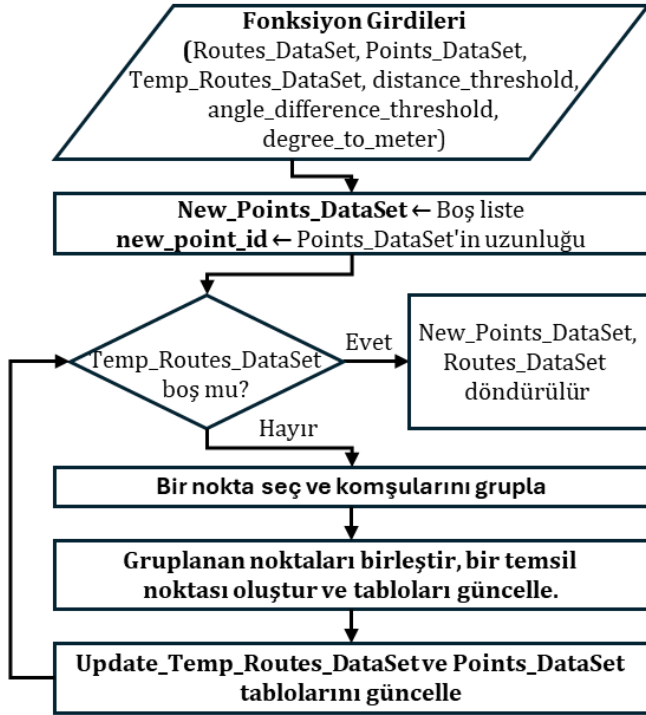 Fonksiyon Girdileri
(Routes_DataSet, Points_DataSet,
Temp_Routes_DataSet, distance_threshold,
angle_difference_threshold,
degree_to_meter)
New_Points_DataSet ← Boş liste
new_point_id ← Points_DataSet'in uzunluğu
Temp_Routes_DataSet
boş mu?
Evet
New_Points_DataSet,
Routes_DataSet
döndürülür
Hayır
Bir nokta seç ve komşularını grupla
Gruplanan noktaları birleştir, bir temsil
noktası oluştur ve tabloları güncelle.
Update_Temp_Routes_DataSet ve Points_DataSet
tablolarını güncelle